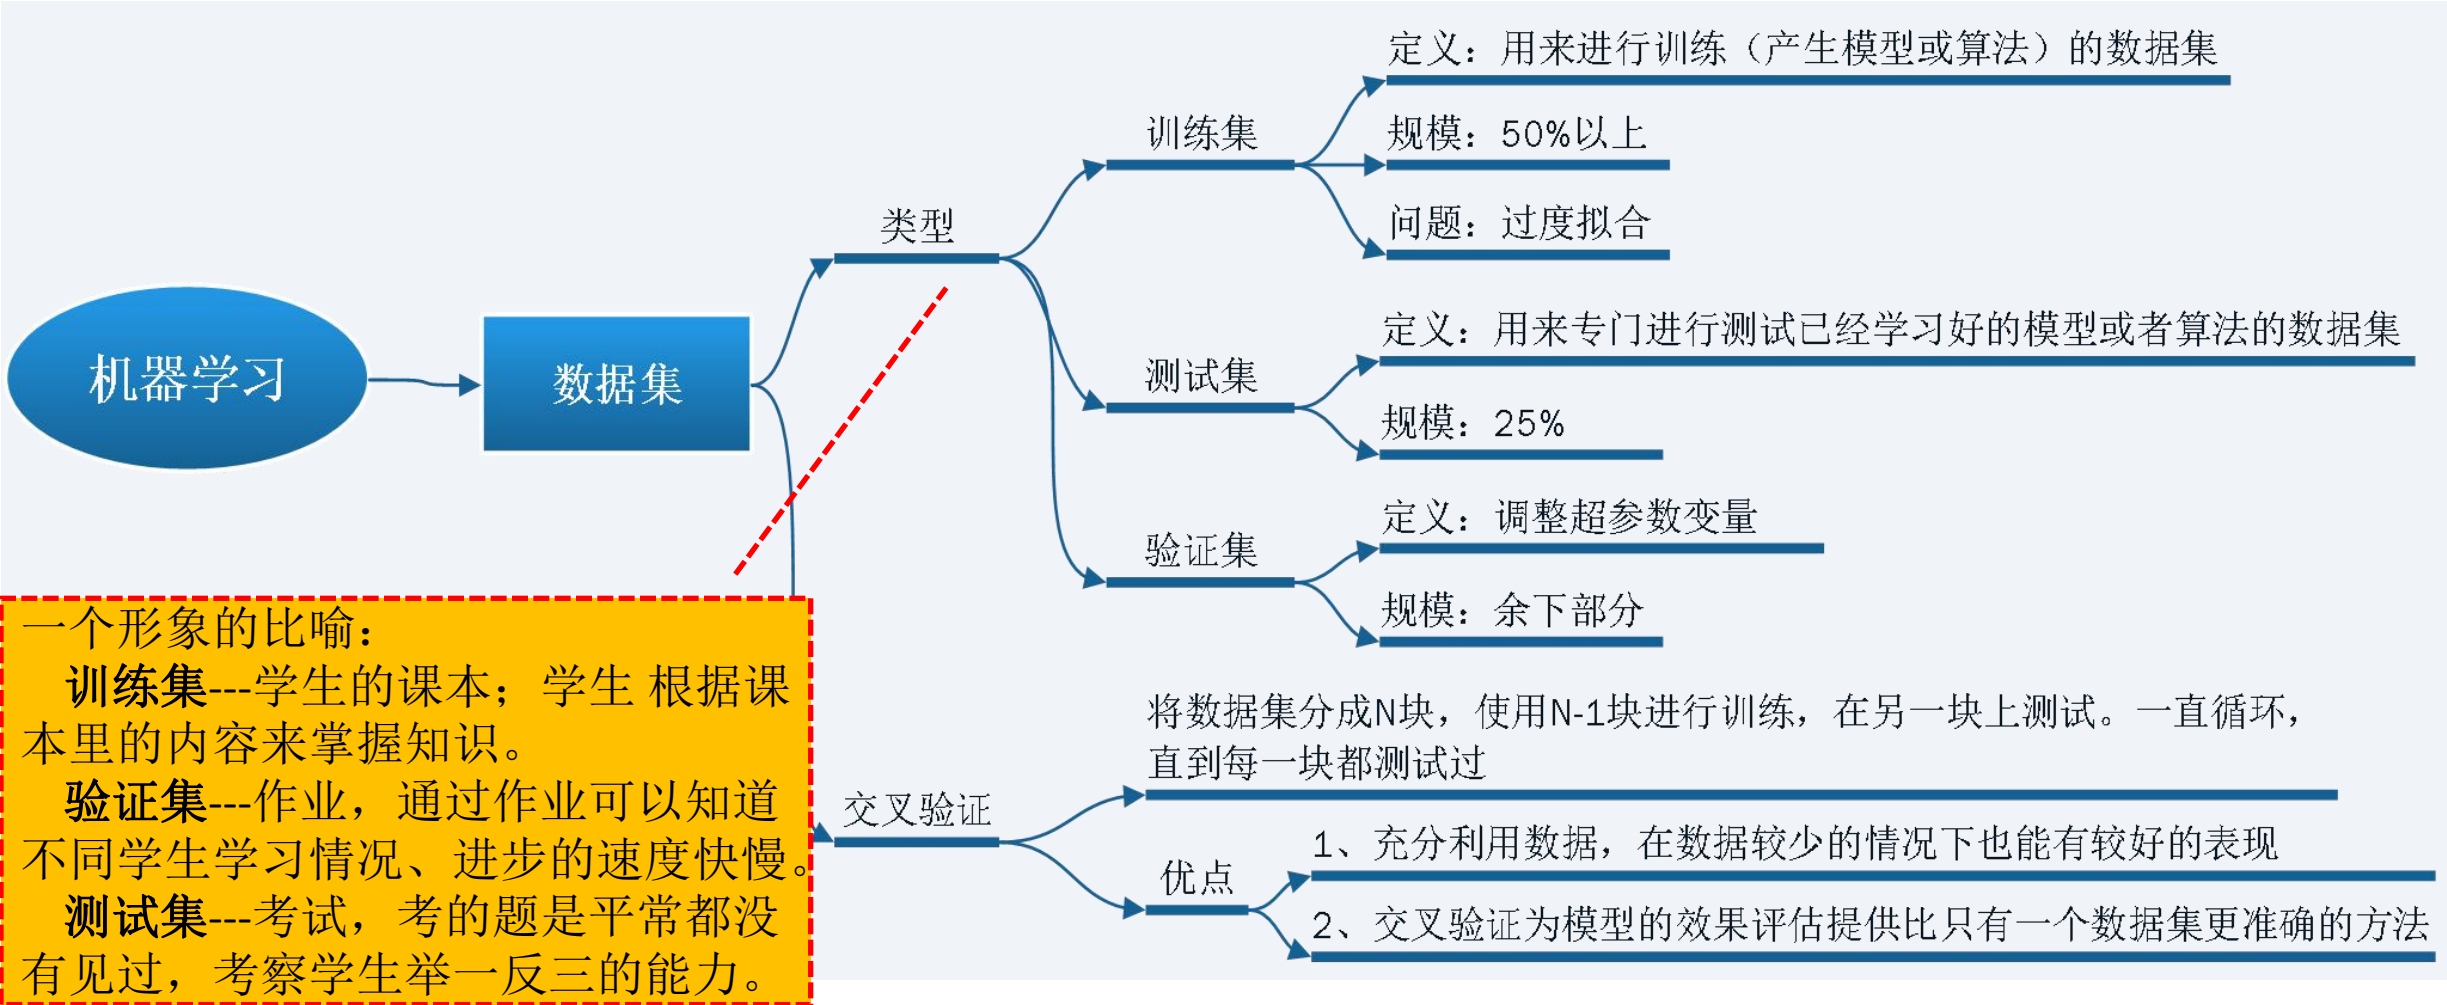 机器学习
数据集
类型
训练集
定义：用来进行训练（产生模型或算法）的数据集
规模：50%以上
问题：过度拟合
测试集
定义：用来专门进行测试已经学习好的模型或者算法的数据集
规模：25%
验证集
定义：调整超参数变量
规模：余下部分
交叉验证
将数据集分成N块，使用N-1块进行训练，在另一块上测试。一直循环，
直到每一块都测试过
优点
1、充分利用数据，在数据较少的情况下也能有较好的表现
2、交叉验证为模型的效果评估提供比只有一个数据集更准确的方法
一个形象的比喻：
训练集---学生的课本；学生 根据课
本里的内容来掌握知识。
验证集---作业，通过作业可以知道
不同学生学习情况、进步的速度快慢。
测试集---考试，考的题是平常都没
有见过，考察学生举一反三的能力。